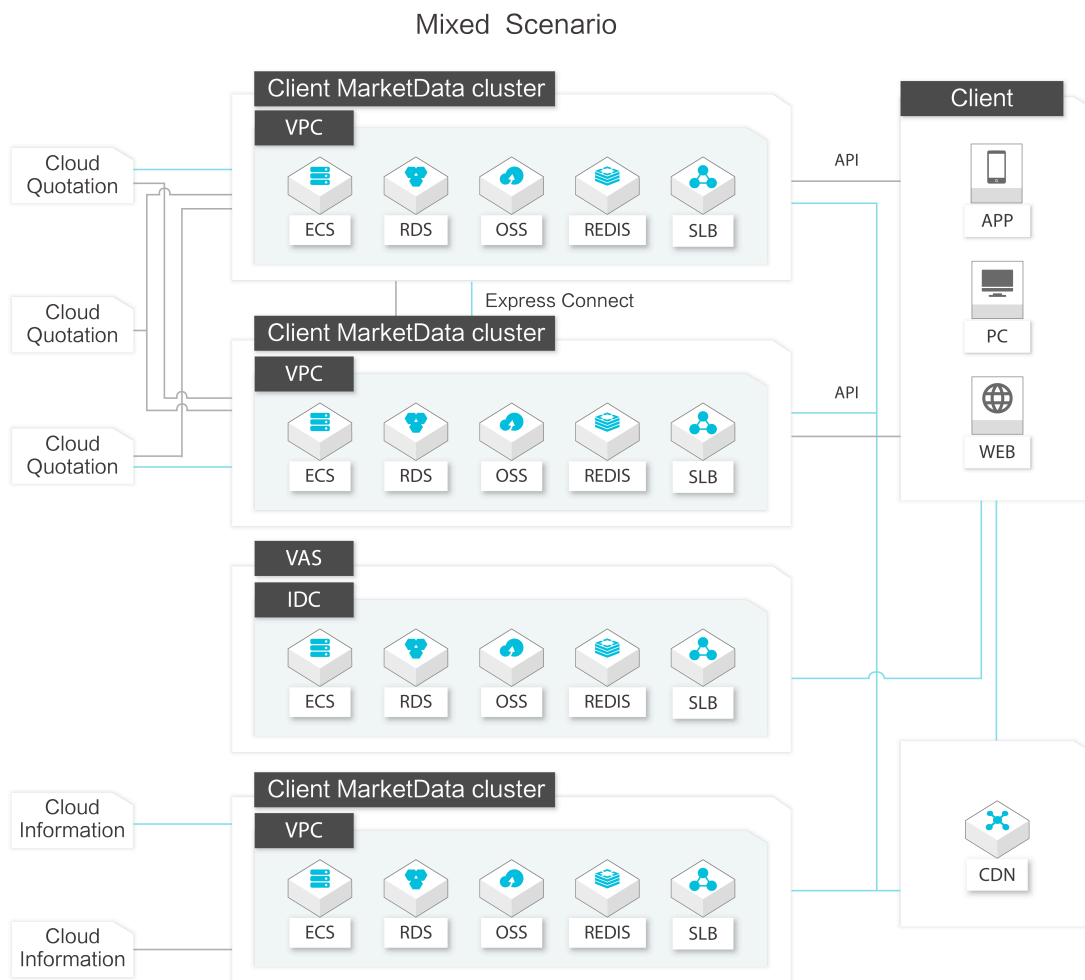 Mixed Scenario
Client MarketData cluster
VPC
ECS
RDS
OSS
REDIS
SLB
Cloud
Quotation
Cloud
Quotation
Cloud
Quotation
API
Client
APP
PC
WEB
Express Connect
Client MarketData cluster
VPC
ECS
RDS
OSS
REDIS
SLB
API
VAS
IDC
ECS
RDS
OSS
REDIS
SLB
Cloud
Information
Cloud
Information
Client MarketData cluster
VPC
ECS
RDS
OSS
REDIS
SLB
CDN